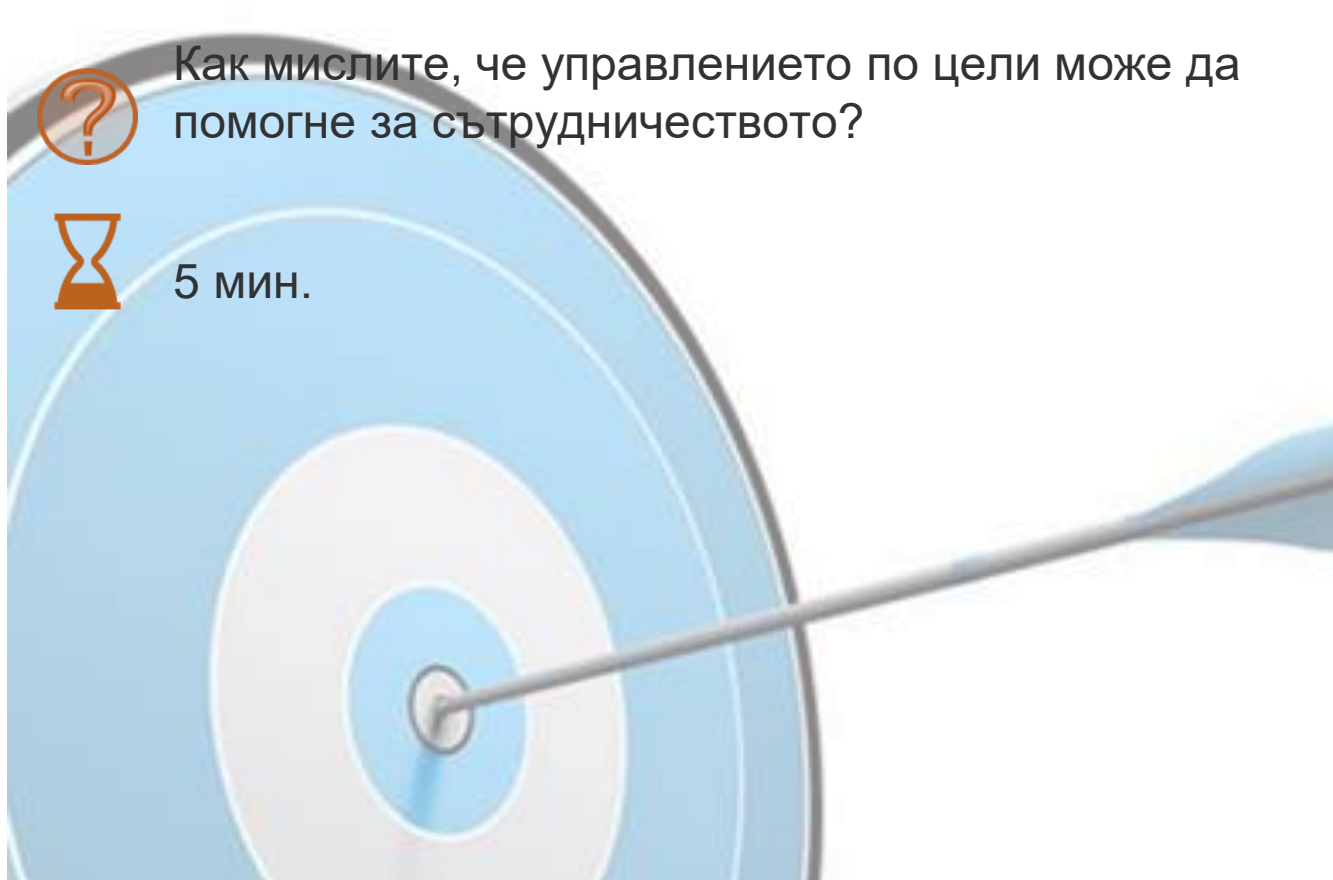 Как мислите, че управлението по цели може да
помогне за сътрудничеството?
5 мин.